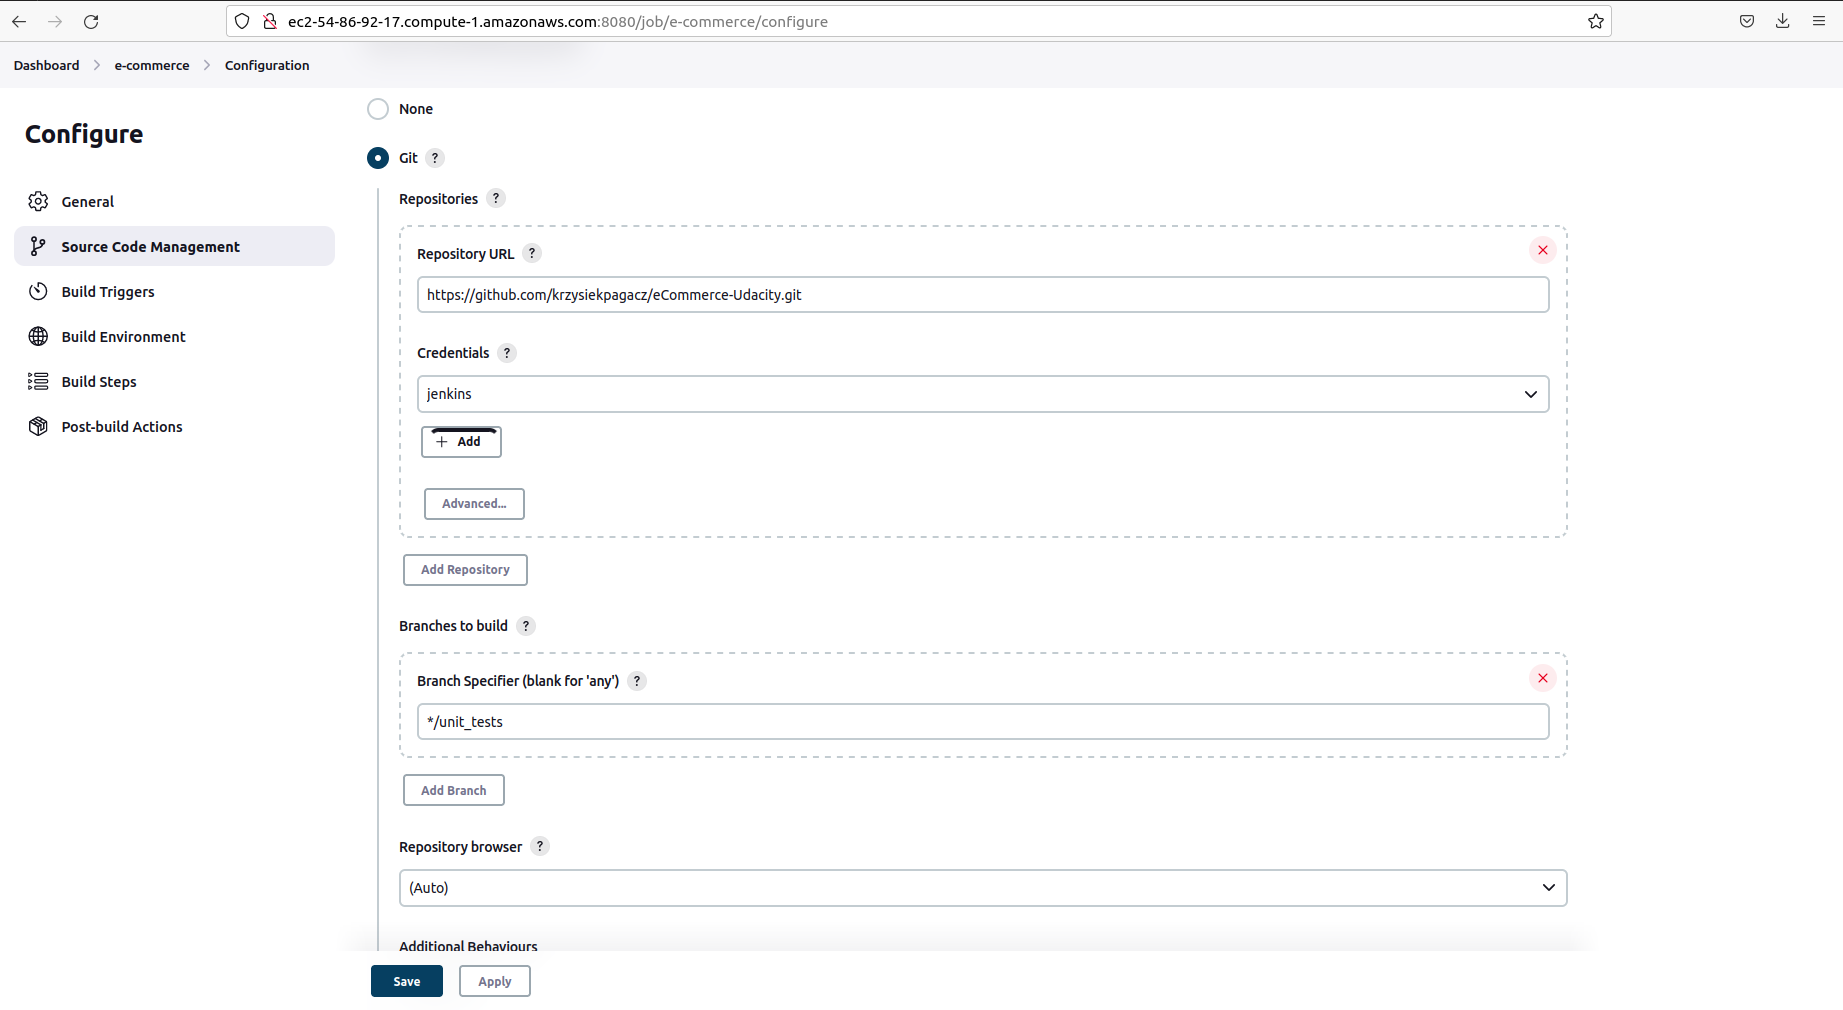 ec2-54-86-92-17.compute-1.amazonaws.com:8080/job/e-commerce/configure
Dashboard e-commerce Configuration
Configure
General
Source Code Management
Build Triggers
Build Environment
Build Steps
Post-build Actions
None
Git ?
Repositories ?
Repository URL ?
https://github.com/krzysiekpagacz/eCommerce-Udacity.git
Credentials ?
jenkins
+ Add
Advanced...
Add Repository
Branches to build ?
Branch Specifier (blank for 'any') ?
*/unit_tests
Add Branch
Repository browser ?
(Auto)
Additional Behaviours
Save Apply